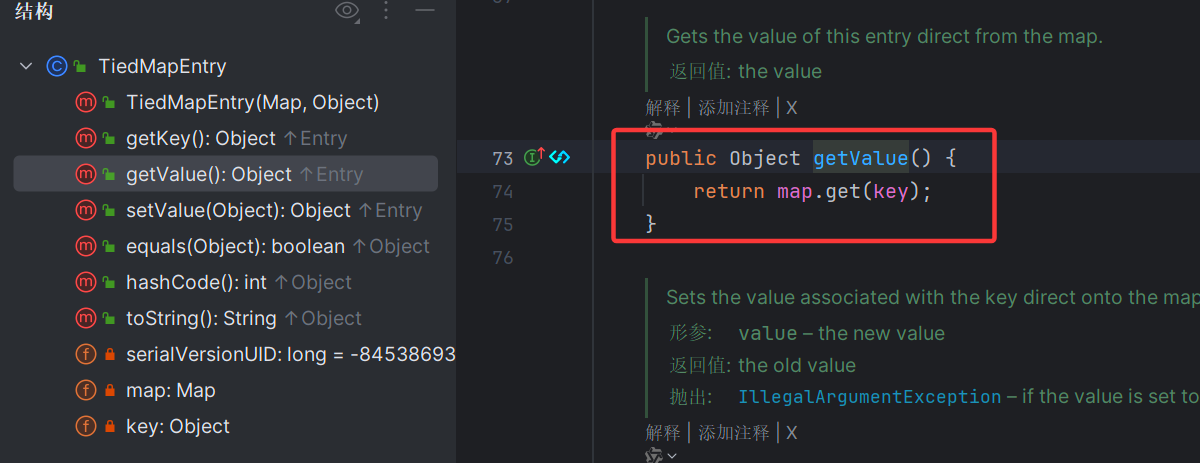 结构
TiedMapEntry
TiedMapEntry(Map, Object)
getKey(): Object ↑Entry
getValue(): Object ↑Entry
setValue(Object): Object ↑Entry
equals(Object): boolean ↑Object
hashCode(): int ↑Object
toString(): String ↑Object
serialVersionUID: long = -84538693
map: Map
key: Object
Gets the value of this entry direct from the map.
返回值: the value
解释 | 添加注释 | X
73 public Object getValue() {
74 return map.get(key);
75 }
76
Sets the value associated with the key direct onto the map
形参: value – the new value
返回值: the old value
抛出: IllegalArgumentException – if the value is set to
解释 | 添加注释 | X